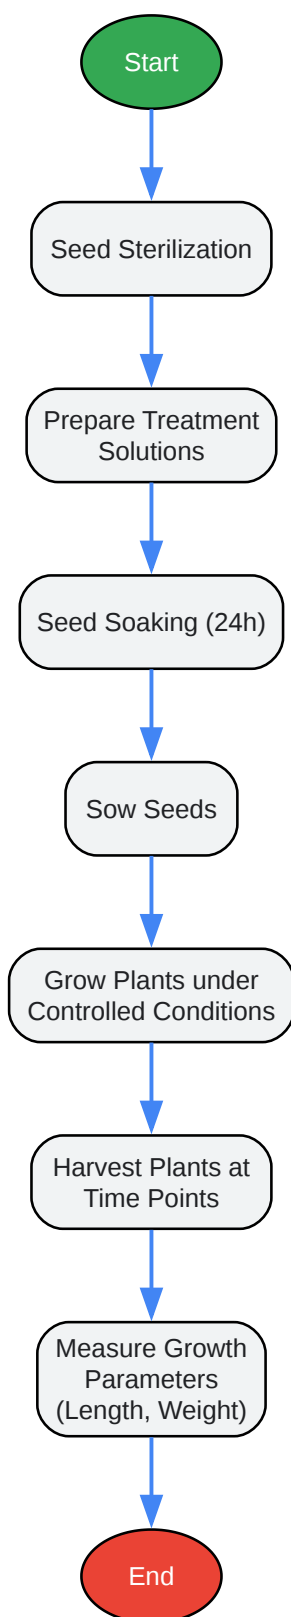 Start
Seed Sterilization
Prepare Treatment
Solutions
Seed Soaking (24h)
Sow Seeds
Grow Plants under
Controlled Conditions
Harvest Plants at
Time Points
Measure Growth
Parameters
(Length, Weight)
End